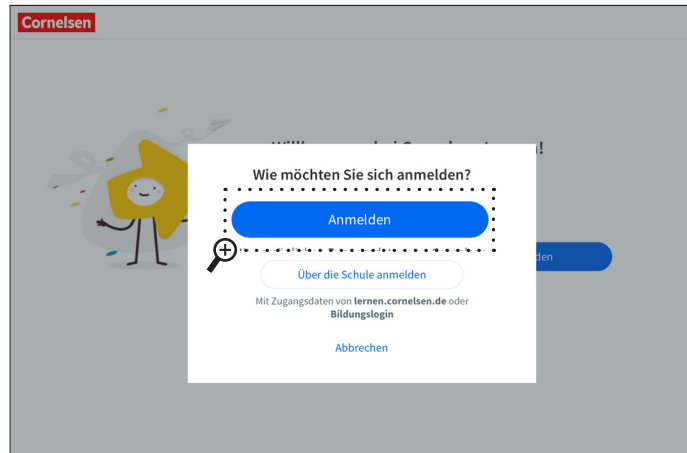 Cornelsen
Wie möchten Sie sich anmelden?
Anmelden
Über die Schule anmelden
Mit Zugangsdaten von lernen.cornelsen.de oder
Bildungslogin
Abbrechen